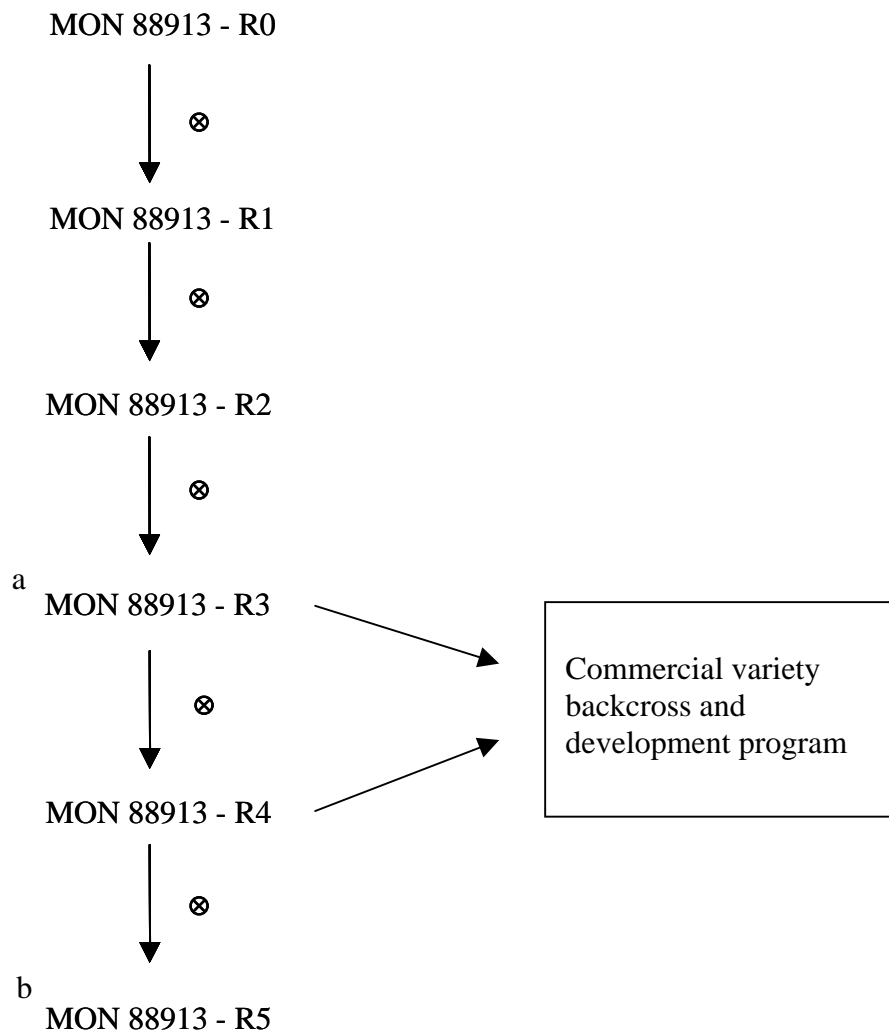 MON 88913 - R0
⊗
MON 88913 - R1
⊗
MON 88913 - R2
⊗
a
MON 88913 - R3
Commercial variety
backcross and
development program
⊗
MON 88913 - R4
⊗
b
MON 88913 - R5